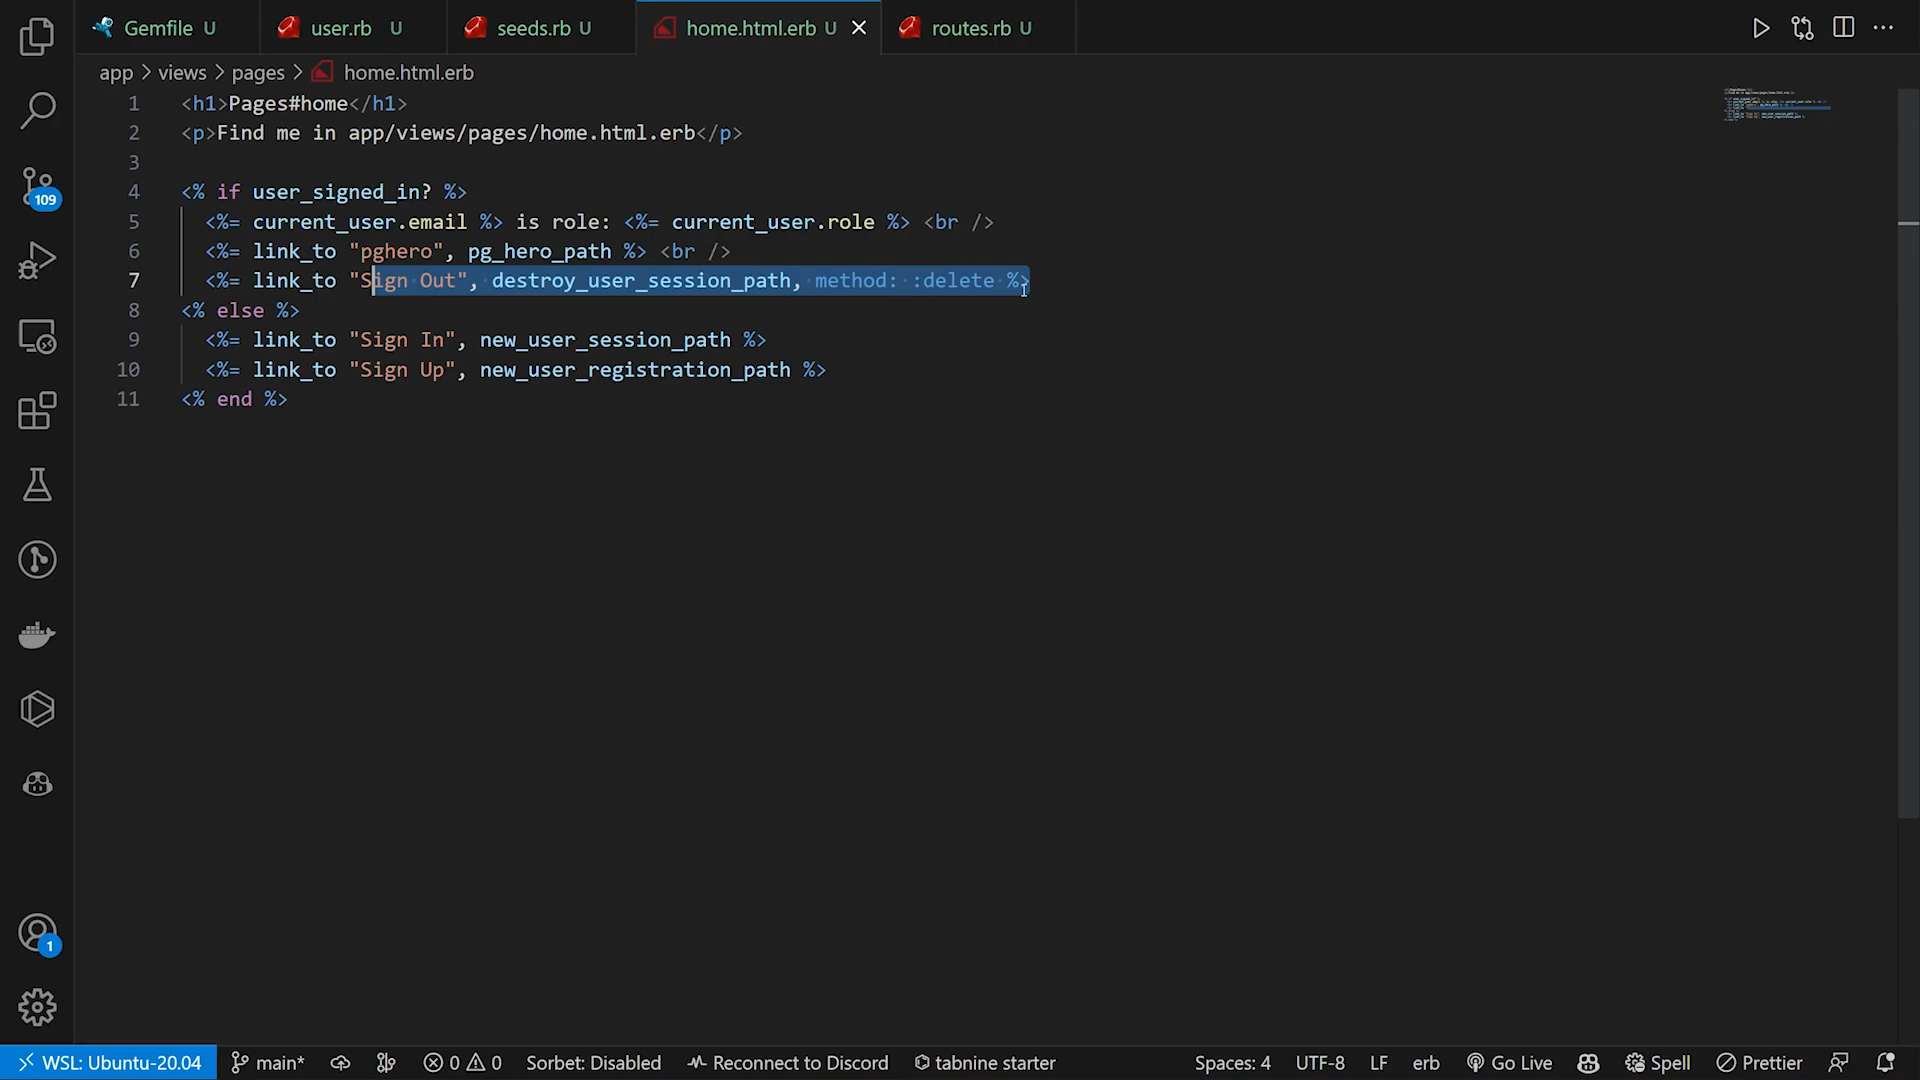 Gemfile U
user.rb U
seeds.rb U
home.html.erb U
routes.rb U
app > views > pages > home.html.erb
1 <h1>Pages#home</h1>
2 <p>Find me in app/views/pages/home.html.erb</p>
3
4 <% if user_signed_in? %>
5 <%= current_user.email %> is role: <%= current_user.role %> <br />
6 <%= link_to "pghero", pg_hero_path %> <br />
7 <%= link_to "Sign Out", destroy_user_session_path, method: :delete %>
8 <% else %>
9 <%= link_to "Sign In", new_user_session_path %>
10 <%= link_to "Sign Up", new_user_registration_path %>
11 <% end %>
109
1
WSL: Ubuntu-20.04 main* 0 0 Sorbet: Disabled Reconnect to Discord tabnine starter Spaces: 4 UTF-8 LF erb Go Live Spell Prettier